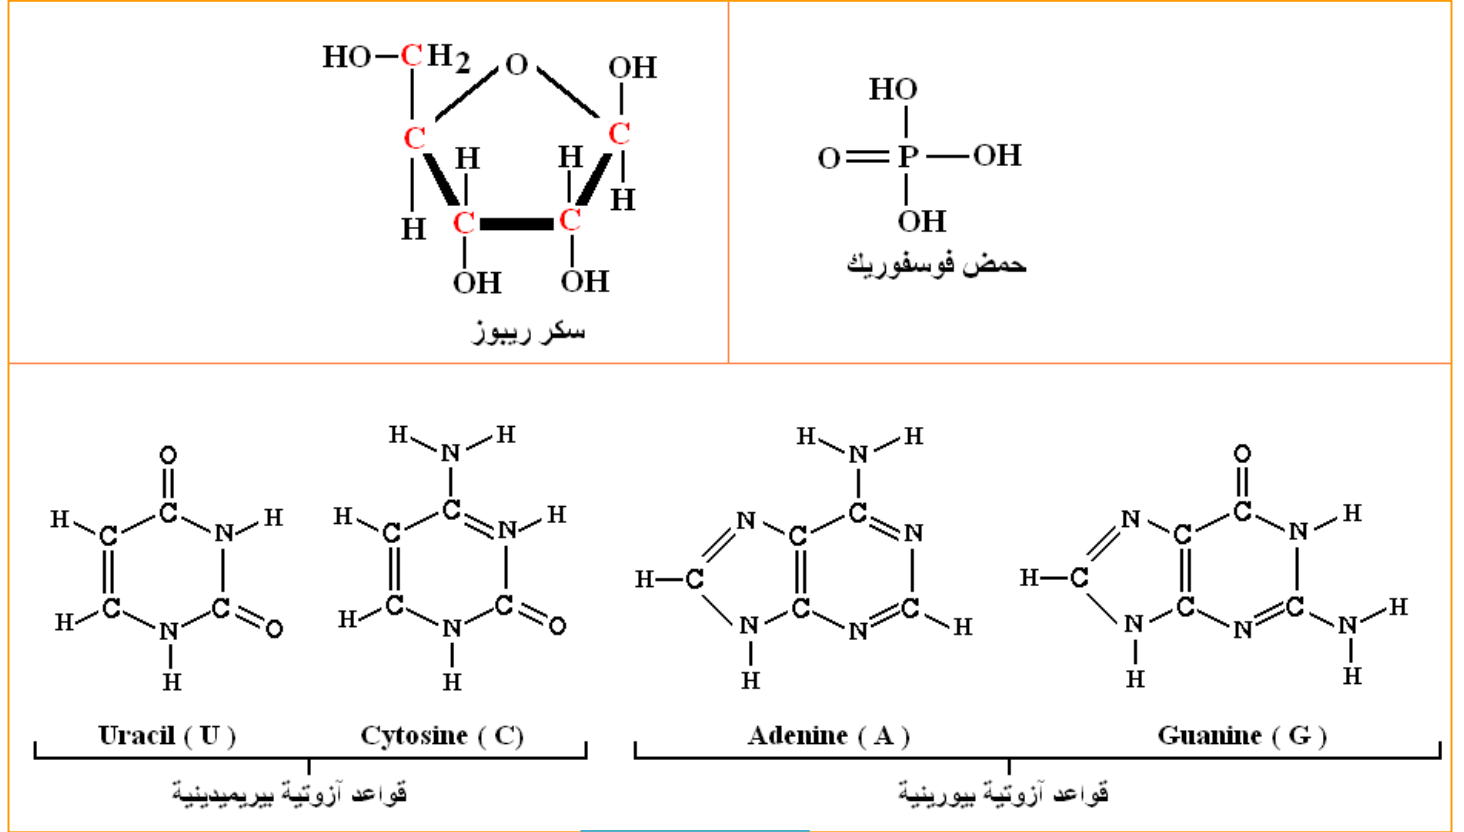 HO CH2 O OH
C C
H H
H C C H
OH OH
سكر ريبوز
HO
O P OH
OH
حمض فوسفوريك
O
H C N H
C
H C C O
N
H
Uracil ( U )
H H
N
H C N H
C
H C C O
N
H
Cytosine ( C)
قواعد آزوتية بيريميدينية
H H
N
N C N
C
H C C C H
N N
H
Adenine ( A )
O
N C N H
C
H C C C N H
N N
H H
Guanine ( G )
قواعد آزوتية بيورينية